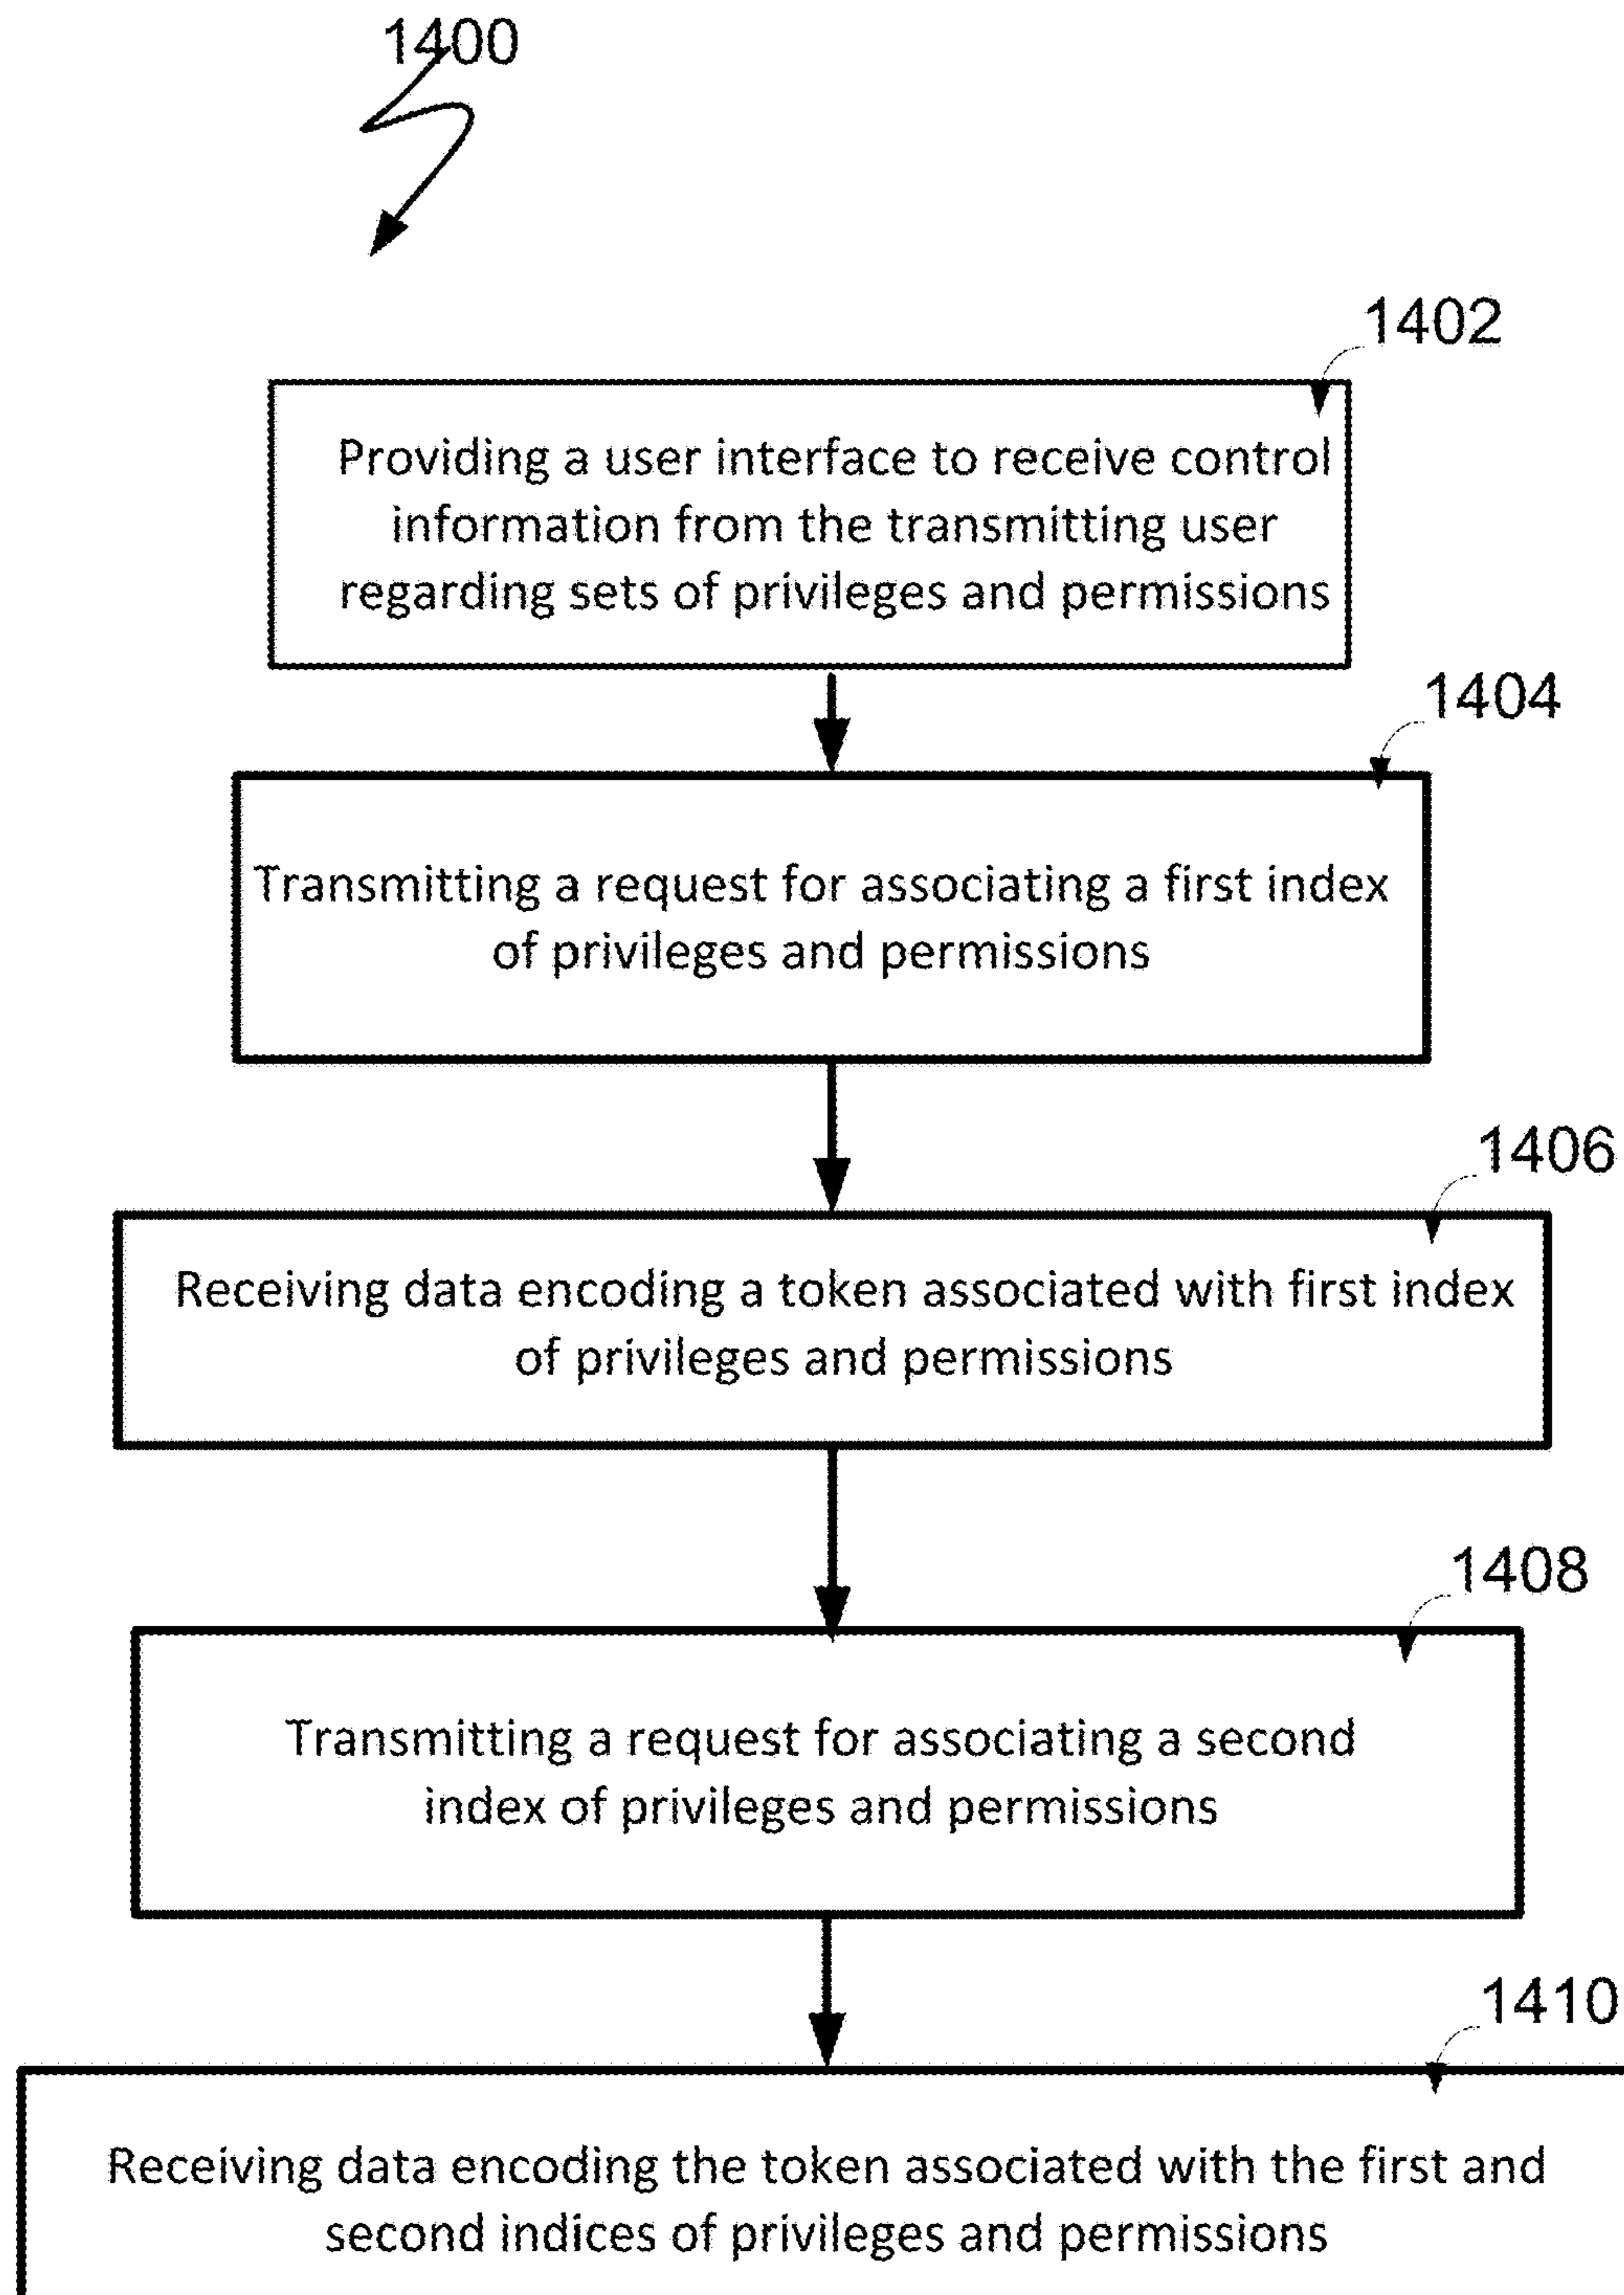 1400
1402
Providing a user interface to receive control
information from the transmitting user
regarding sets of privileges and permissions
1404
Transmitting a request for associating a first index
of privileges and permissions
1406
Receiving data encoding a token associated with first index
of privileges and permissions
1408
Transmitting a request for associating a second
index of privileges and permissions
1410
Receiving data encoding the token associated with the first and
second indices of privileges and permissions